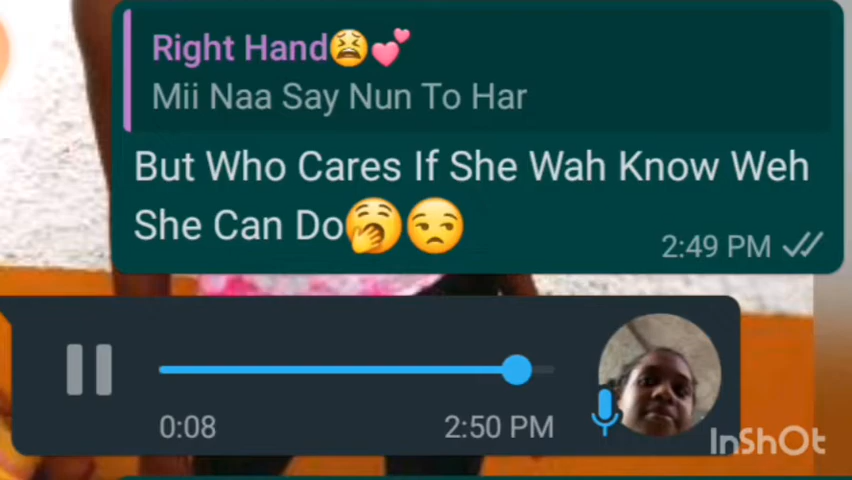 Right Hand😫💕
Mii Naa Say Nun To Har
But Who Cares If She Wah Know Weh
She Can Do🥱😒
2:49 PM
0:08
2:50 PM
InShOt